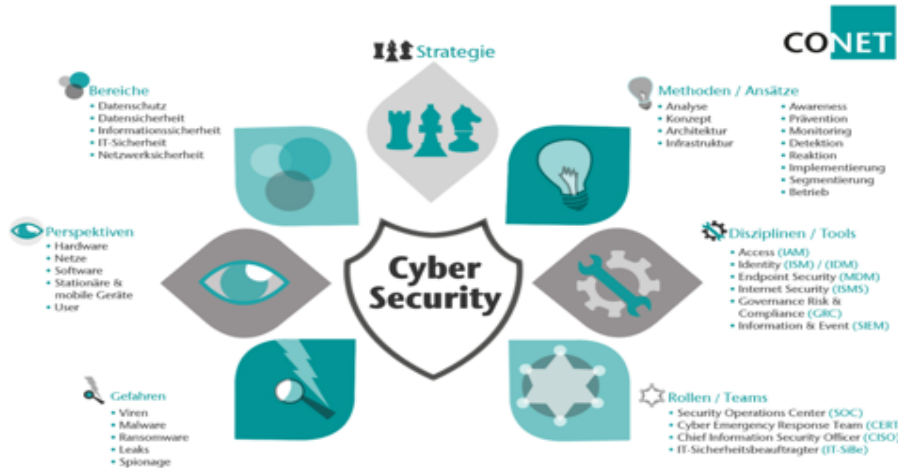 CONET
Strategie
Bereiche
• Datenschutz
• Datensicherheit
• Informationssicherheit
• IT-Sicherheit
• Netzwerksicherheit
Methoden / Ansätze
• Analyse
• Konzept
• Architektur
• Infrastruktur
• Awareness
• Prävention
• Monitoring
• Detektion
• Reaktion
• Implementierung
• Segmentierung
• Betrieb
Perspektiven
• Hardware
• Netze
• Software
• Stationäre &
mobile Geräte
• User
Cyber
Security
Disziplinen / Tools
• Access (IAM)
• Identity (ISM) / (IDM)
• Endpoint Security (MDM)
• Internet Security (ISMS)
• Governance Risk &
Compliance (GRC)
• Information & Event (SIEM)
Gefahren
• Viren
• Malware
• Ransomware
• Leaks
• Spionage
Rollen / Teams
• Security Operations Center (SOC)
• Cyber Emergency Response Team (CERT
• Chief Information Security Officer (CISO)
• IT-Sicherheitsbeauftragter (IT-SiBe)